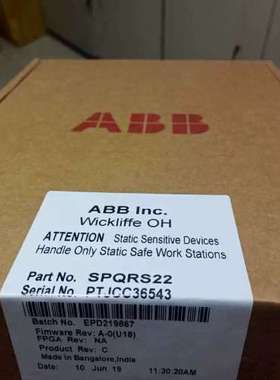 ABB
ABB Inc.
Wickliffe OH
ATTENTION Static Sensitive Devices
Handle Only Static Safe Work Stations
Part No. SPQRS22
Serial No. PTJCC36543
Batch No. EPD219867
Fimware Rev: A-0(U18)
FPGA Rev: NA
Product Rev: C
Made in Bangalore,India
Date: 10 Jun 19 11:30:20AM